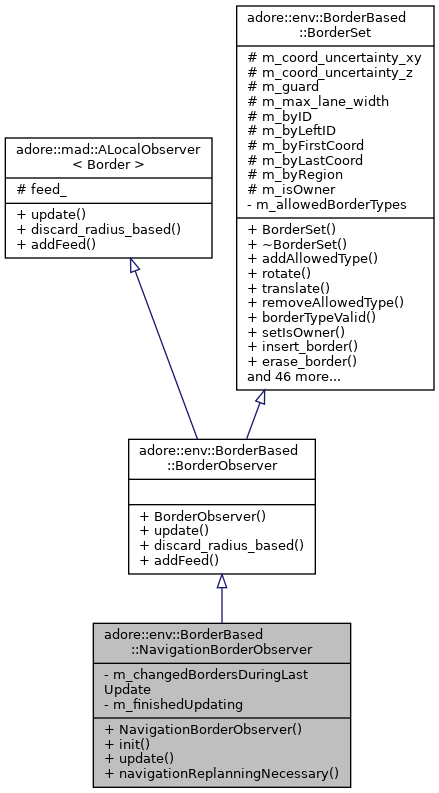 adore::env::BorderBased
::BorderSet
# m_coord_uncertainty_xy
# m_coord_uncertainty_z
# m_guard
# m_max_lane_width
# m_byID
# m_byLeftID
# m_byFirstCoord
# m_byLastCoord
# m_byRegion
# m_isOwner
- m_allowedBorderTypes
+ BorderSet()
+ ~BorderSet()
+ addAllowedType()
+ rotate()
+ translate()
+ removeAllowedType()
+ borderTypeValid()
+ setIsOwner()
+ insert_border()
+ erase_border()
and 46 more...
adore::mad::ALocalObserver
< Border >
# feed_
+ update()
+ discard_radius_based()
+ addFeed()
adore::env::BorderBased
::BorderObserver
+ BorderObserver()
+ update()
+ discard_radius_based()
+ addFeed()
adore::env::BorderBased
::NavigationBorderObserver
- m_changedBordersDuringLast
Update
- m_finishedUpdating
+ NavigationBorderObserver()
+ init()
+ update()
+ navigationReplanningNecessary()